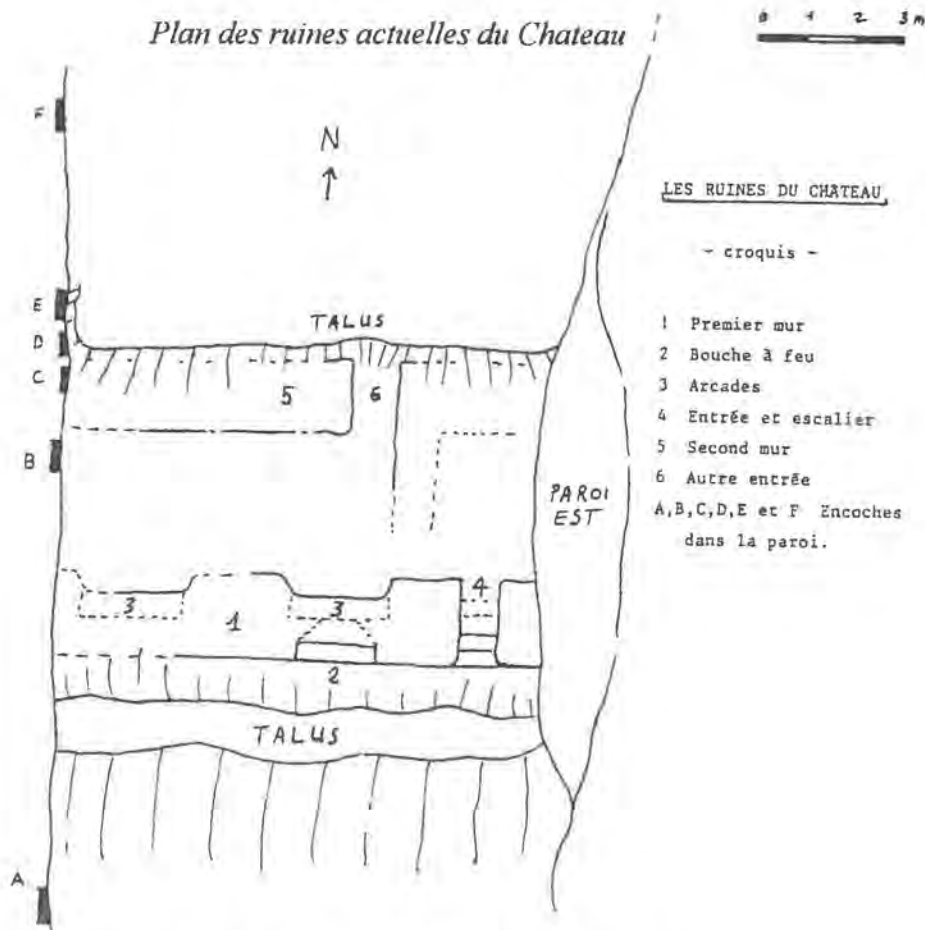 Plan des ruines actuelles du Chateau
0 1 2 3 m
F
N
LES RUINES DU CHÂTEAU
- croquis -
E
TALUS
D
1 Premier mur
C
2 Bouche à feu
5 6
3 Arcades
4 Entrée et escalier
B
5 Second mur
6 Autre entrée
PAROI
EST
A,B,C,D,E et F Encoches
dans la paroi.
4
3 3
1
2
TALUS
A